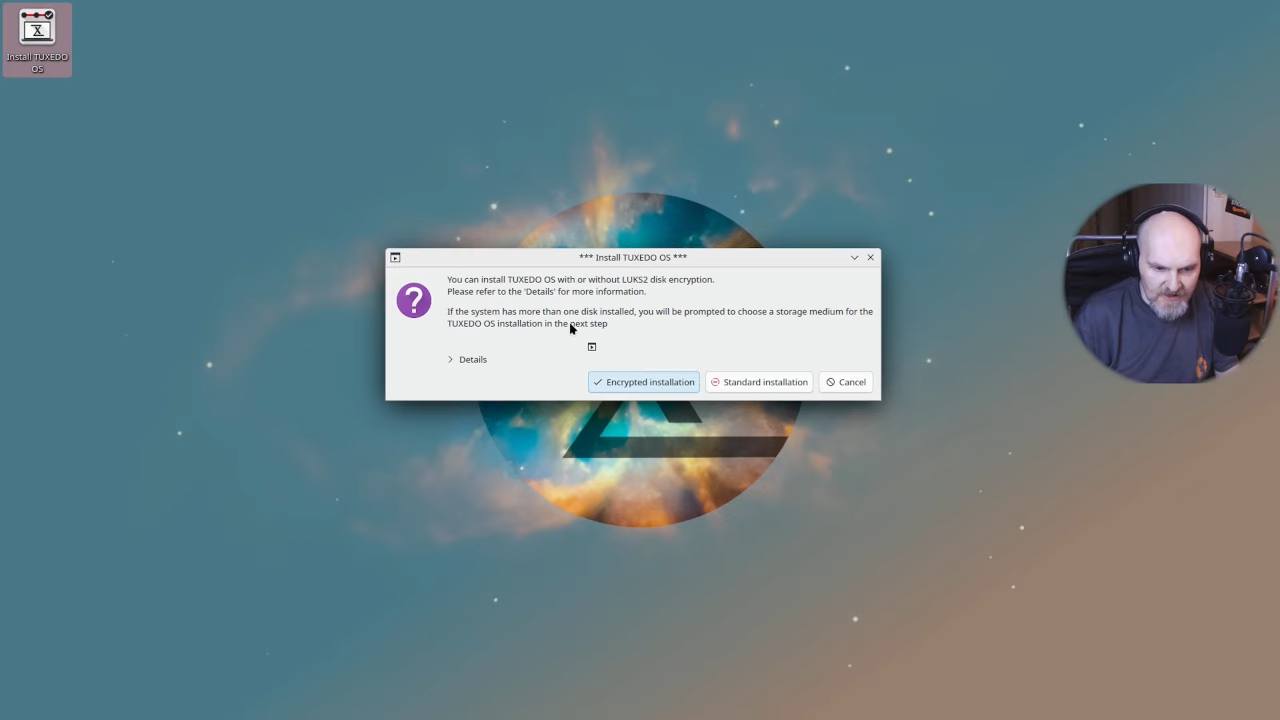 Install TUXEDO
OS
*** Install TUXEDO OS ***
You can install TUXEDO OS with or without LUKS2 disk encryption.
Please refer to the 'Details' for more information.
If the system has more than one disk installed, you will be prompted to choose a storage medium for the
TUXEDO OS installation in the next step
Details
Encrypted installation
Standard installation
Cancel